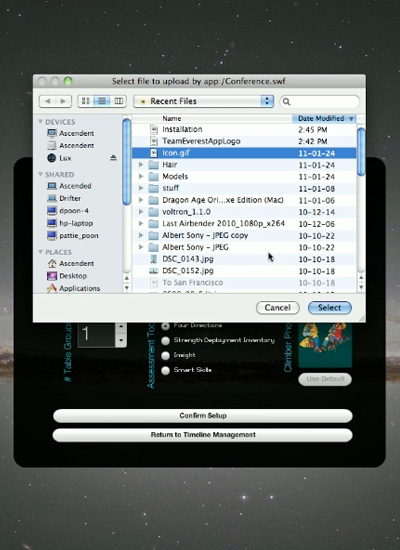 Select file to upload by app:/Conference.swf
Recent Files
Name Date Modified
DEVICES
Ascendent
Ascendent
Lux
SHARED
Ascended
Drifter
dpoon-4
hp-laptop
pattie_poon
PLACES
Ascendent
Desktop
Applications
Installation 2:45 PM
TeamEverestAppLogo 2:42 PM
Icon.gif 11-01-24
Hair 11-01-24
Models 11-01-24
stuff 11-01-08
Dragon Age Ori...xe Edition (Mac) 11-01-06
voltron_1.1.0 10-12-14
Last Airbender 2010_1080p_x264 10-12-06
Albert Sony - JPEG copy 10-10-22
Albert Sony - JPEG 10-10-22
DSC_0143.jpg 10-10-18
DSC_0152.jpg 10-10-18
To San Francisco 10-10-18
Cancel
Select
# Table Group
1
Assessment Too
Four Directions
Strength Deployment Inventory
Insight
Smart Skills
Climber Pho
Use Default
Confirm Setup
Return to Timeline Management